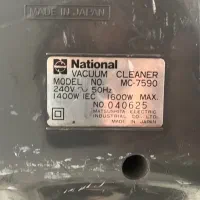 MADE IN JAPAN
National
VACUUM CLEANER
MODEL NO. MC-7590
240V ~ 50Hz
1400W IEC 1600W MAX.
NO. 040625
MATSUSHITA ELECTRIC
INDUSTRIAL CO., LTD.
MADE IN JAPAN